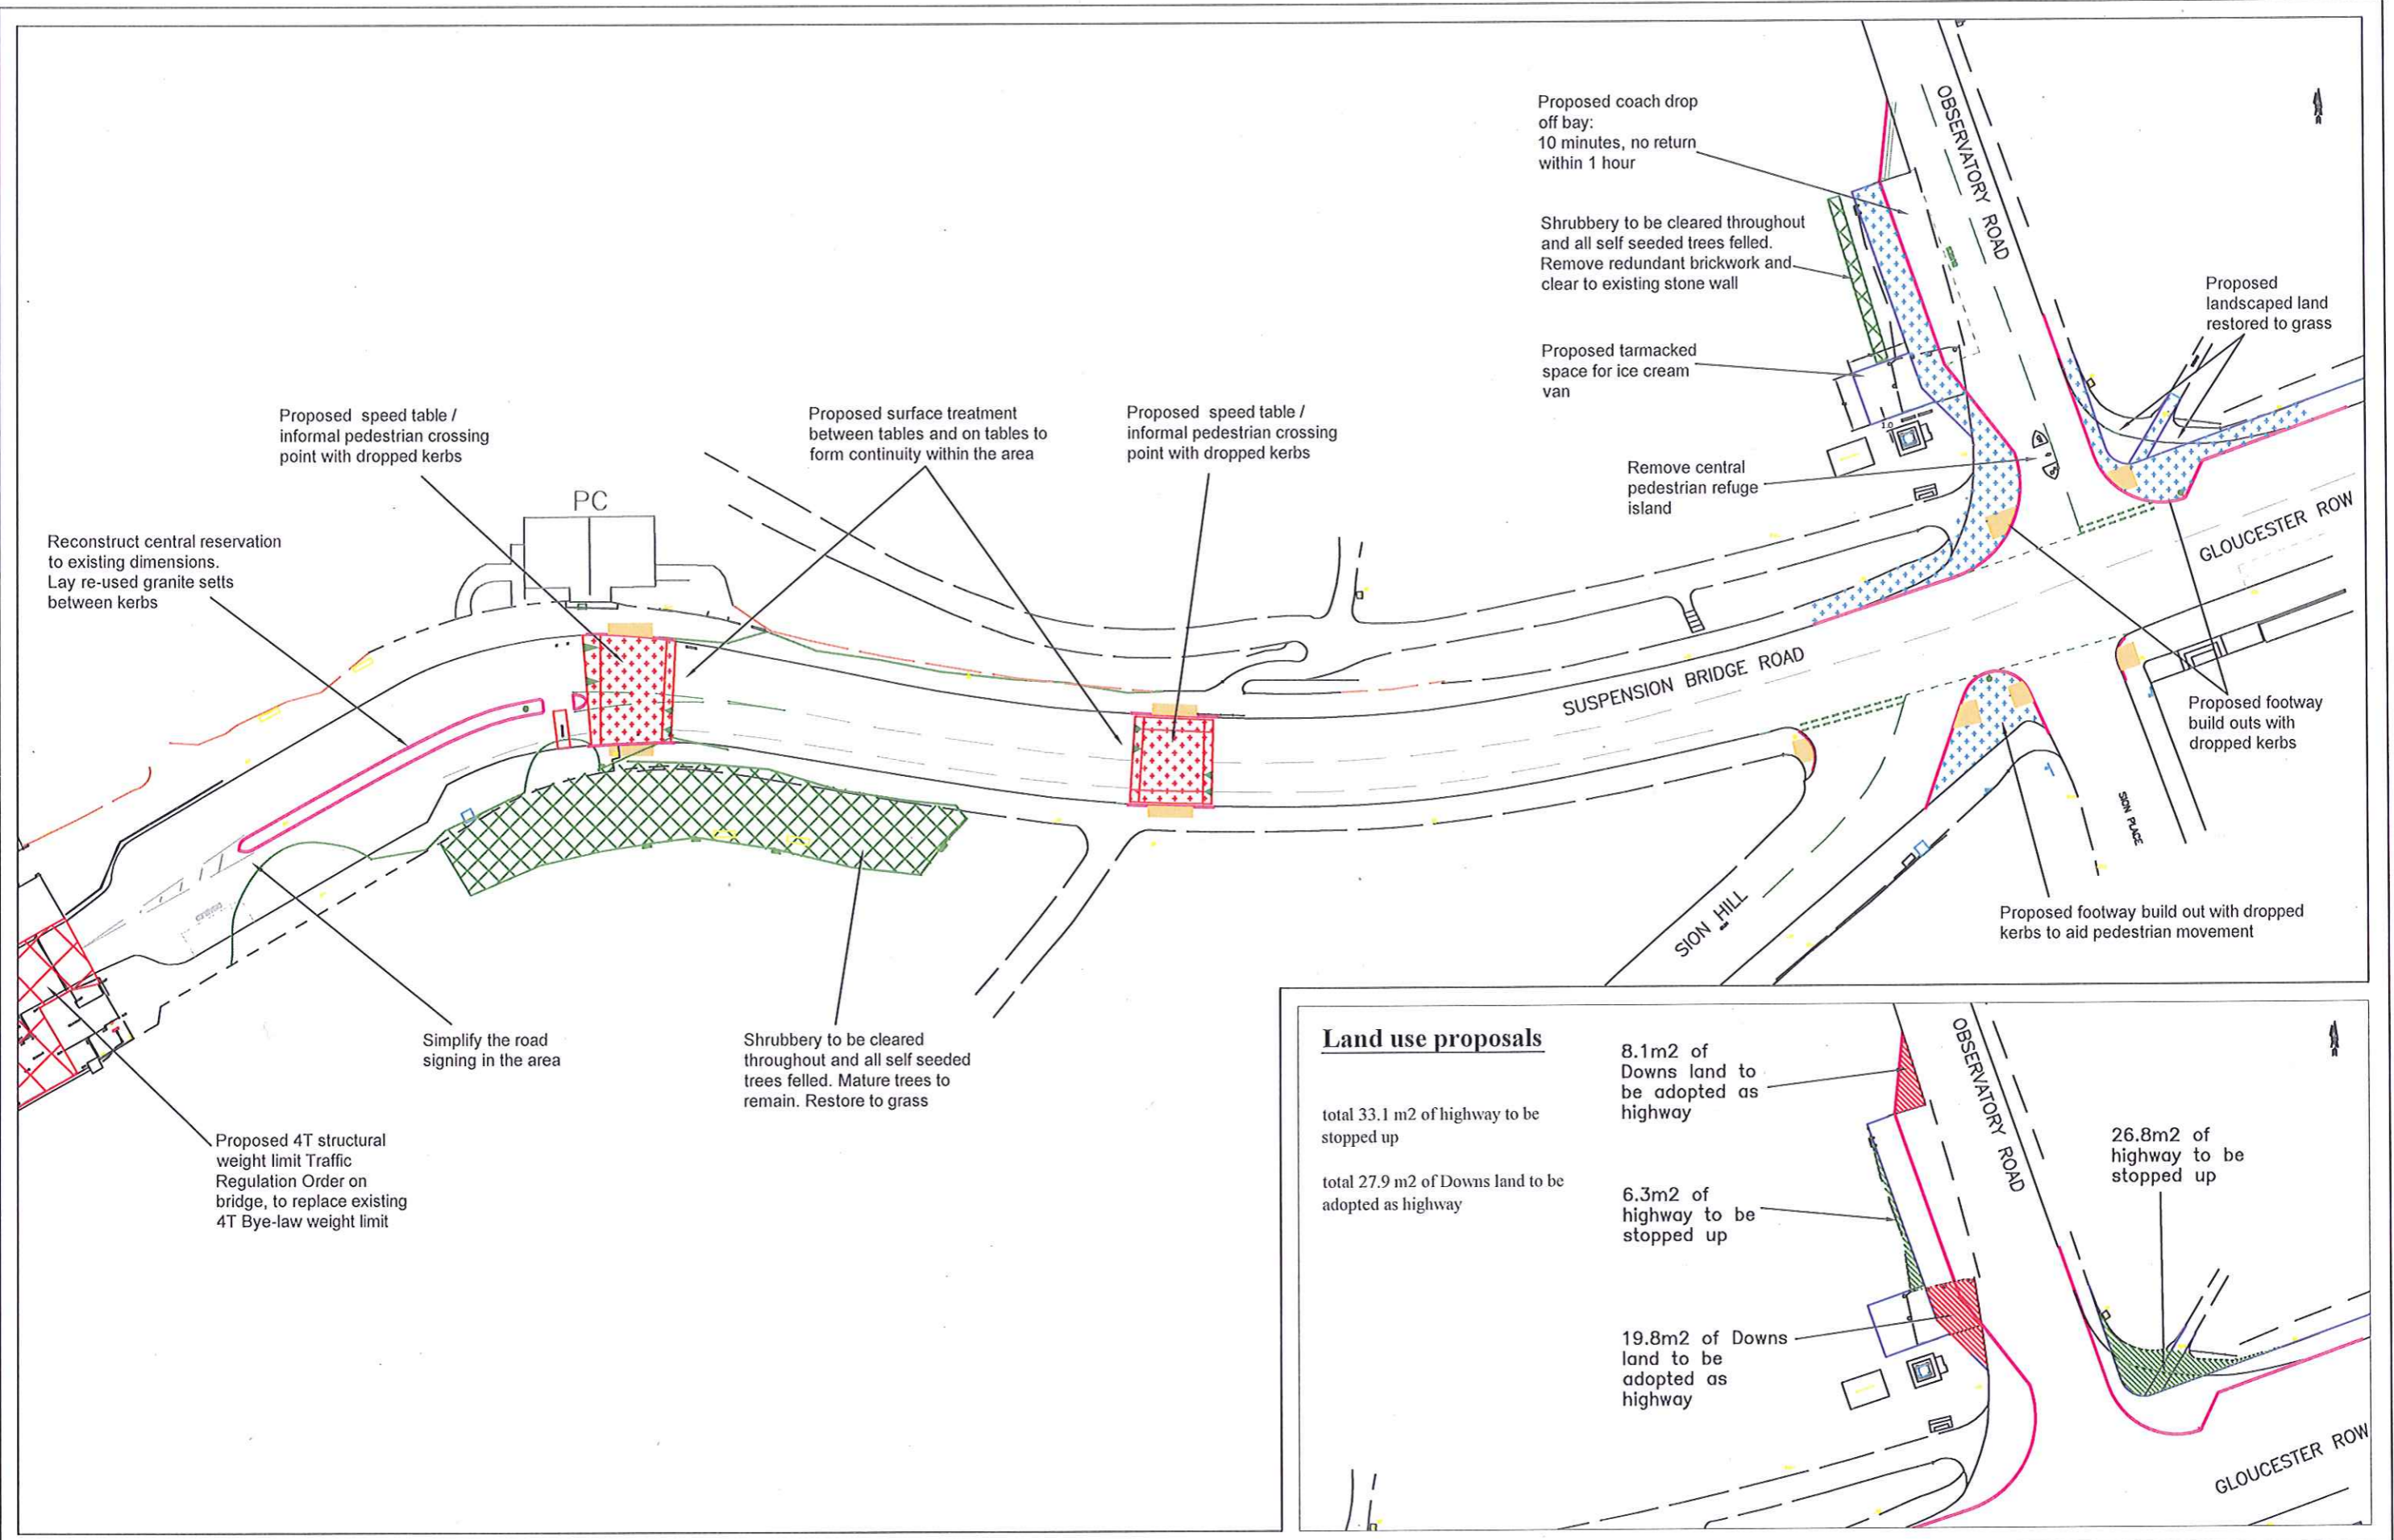 Proposed coach drop
off bay:
10 minutes, no return
within 1 hour
OBSERVATORY ROAD
Shrubbery to be cleared throughout
and all self seeded trees felled.
Remove redundant brickwork and
clear to existing stone wall
Proposed
landscaped land
restored to grass
Proposed tarmacked
space for ice cream
van
1.0
Proposed speed table /
informal pedestrian crossing
point with dropped kerbs
Proposed surface treatment
between tables and on tables to
form continuity within the area
Proposed speed table /
informal pedestrian crossing
point with dropped kerbs
Remove central
pedestrian refuge
island
PC
GLOUCESTER ROW
Reconstruct central reservation
to existing dimensions.
Lay re-used granite setts
between kerbs
SUSPENSION BRIDGE ROAD
Proposed footway
build outs with
dropped kerbs
SION PLACE
SION HILL
Proposed footway build out with dropped
kerbs to aid pedestrian movement
Simplify the road
signing in the area
Shrubbery to be cleared
throughout and all self seeded
trees felled. Mature trees to
remain. Restore to grass
Proposed 4T structural
weight limit Traffic
Regulation Order on
bridge, to replace existing
4T Bye-law weight limit
Land use proposals
total 33.1 m2 of highway to be
stopped up
total 27.9 m2 of Downs land to be
adopted as highway
8.1m2 of
Downs land to
be adopted as
highway
OBSERVATORY ROAD
26.8m2 of
highway to be
stopped up
6.3m2 of
highway to be
stopped up
19.8m2 of Downs
land to be
adopted as
highway
GLOUCESTER ROW